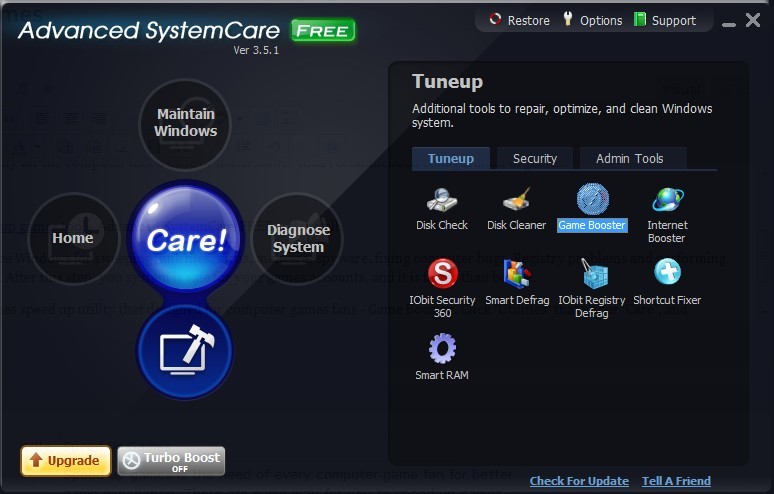 Advanced SystemCare FREE
Ver 3.5.1
Restore
Options
Support
Maintain
Windows
Home
Care!
Diagnose
System
Tuneup
Additional tools to repair, optimize, and clean Windows
system.
Tuneup
Security
Admin Tools
Disk Check
Disk Cleaner
Game Booster
Internet
Booster
IObit Security
360
Smart Defrag
IObit Registry
Defrag
Shortcut Fixer
Smart RAM
Upgrade
Turbo Boost
OFF
Check For Update
Tell A Friend